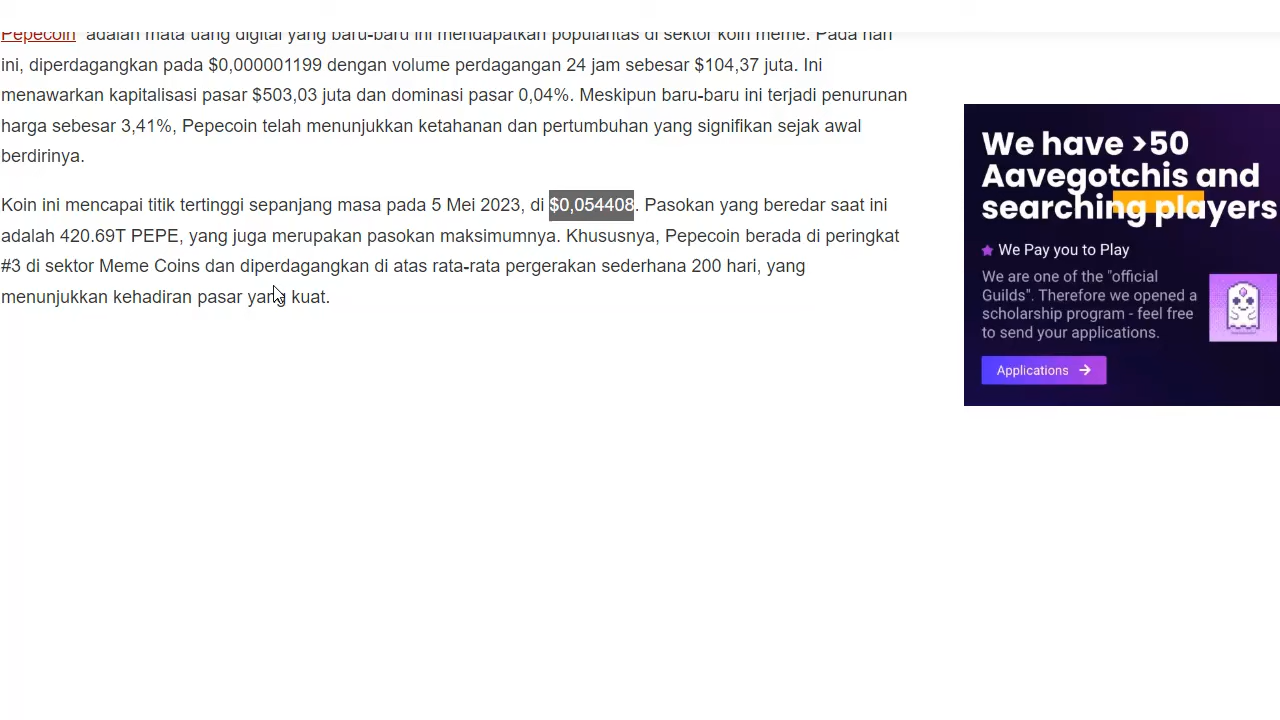 Pepecoin adalah mata uang digital yang baru-baru ini mendapatkan popularitas di sektor koin meme. Pada hari
ini, diperdagangkan pada $0,000001199 dengan volume perdagangan 24 jam sebesar $104,37 juta. Ini
menawarkan kapitalisasi pasar $503,03 juta dan dominasi pasar 0,04%. Meskipun baru-baru ini terjadi penurunan
harga sebesar 3,41%, Pepecoin telah menunjukkan ketahanan dan pertumbuhan yang signifikan sejak awal
berdirinya.
Koin ini mencapai titik tertinggi sepanjang masa pada 5 Mei 2023, di $0,054408. Pasokan yang beredar saat ini
adalah 420.69T PEPE, yang juga merupakan pasokan maksimumnya. Khususnya, Pepecoin berada di peringkat
#3 di sektor Meme Coins dan diperdagangkan di atas rata-rata pergerakan sederhana 200 hari, yang
menunjukkan kehadiran pasar yang kuat.
We have >50
Aavegotchis and
searching players
We Pay you to Play
We are one of the "official
Guilds". Therefore we opened a
scholarship program - feel free
to send your applications.
Applications